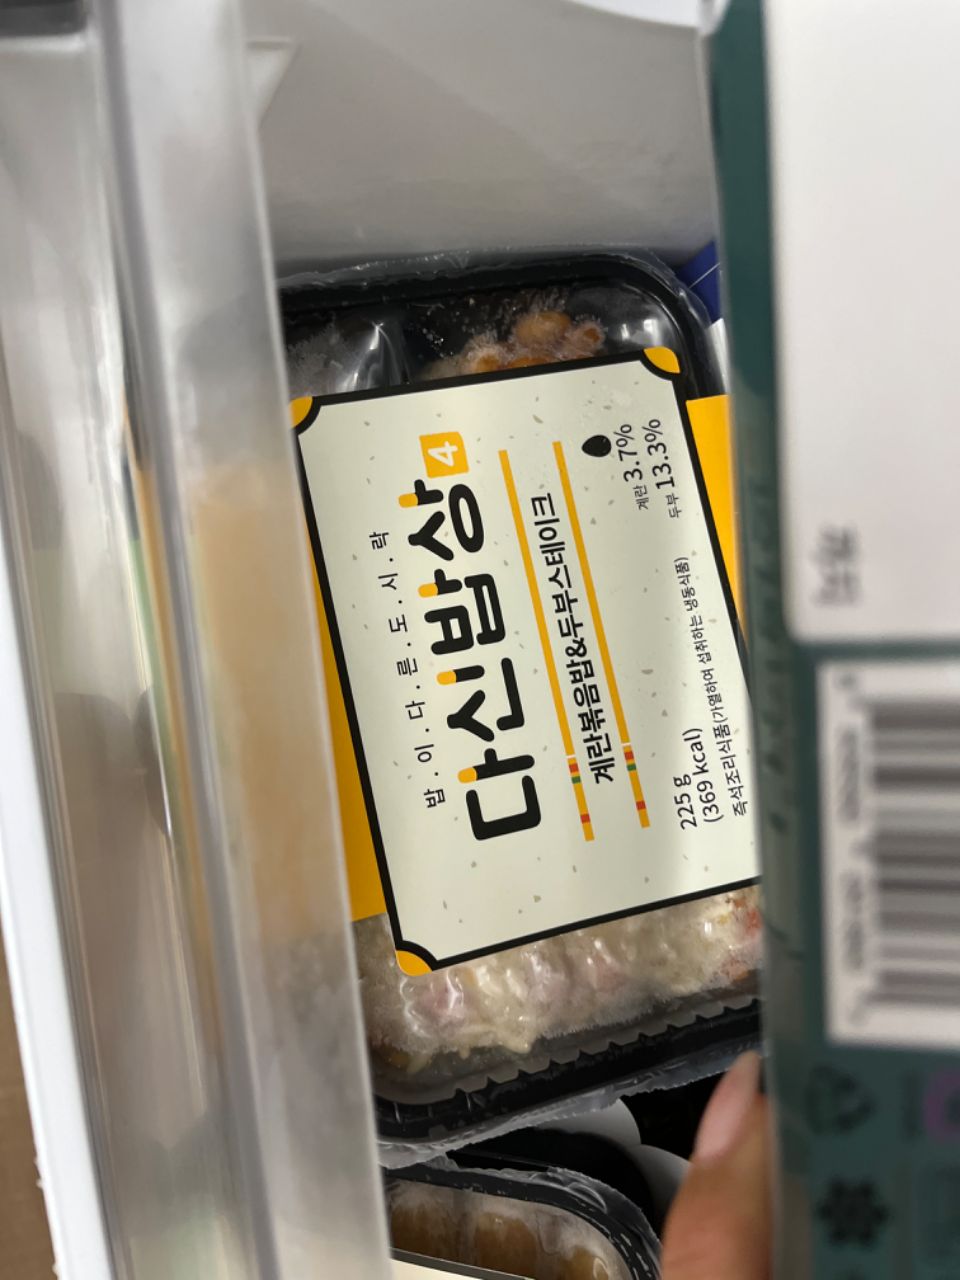 밥.이.다.른.도.시.락
다신밥상 4
계란볶음밥&두부스테이크
계란 3.7%
두부 13.3%
225 g
(369 kcal)
즉석조리식품(가열하여 섭취하는 냉동식품)